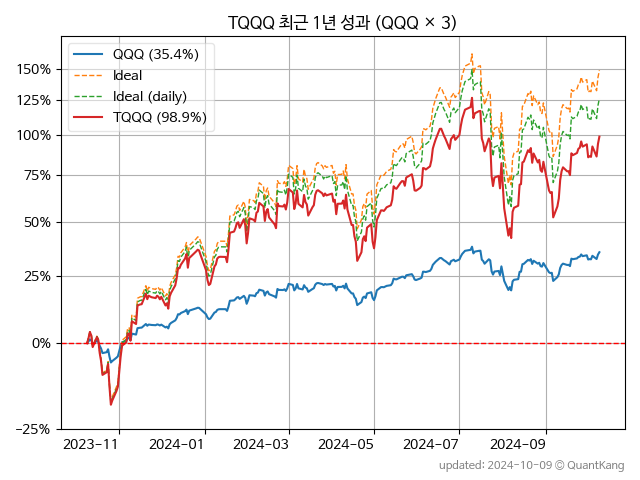 TQQQ 최근 1년 성과 (QQQ × 3)
QQQ (35.4%)
Ideal
Ideal (daily)
TQQQ (98.9%)
150%
125%
100%
75%
50%
25%
0%
−25%
2023-11 2024-01 2024-03 2024-05 2024-07 2024-09
updated: 2024-10-09 © QuantKang